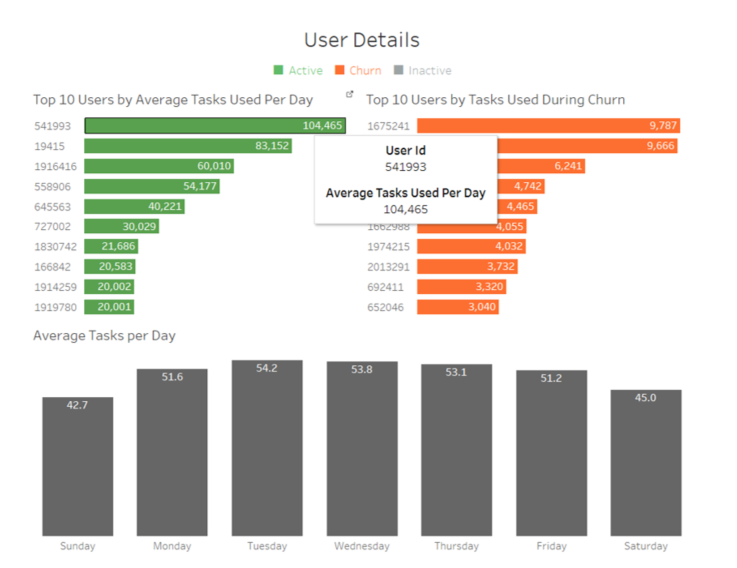 User Details
Active Churn Inactive
Top 10 Users by Average Tasks Used Per Day
541993 104,465
19415 83,152
1916416 60,010
558906 54,177
645563 40,221
727002 30,029
1830742 21,686
166842 20,583
1914259 20,002
1919780 20,001
Top 10 Users by Tasks Used During Churn
1675241 9,787
9,666
6,241
4,742
4,465
1662988 4,055
1974215 4,032
2013291 3,732
692411 3,320
652046 3,040
User Id
541993
Average Tasks Used Per Day
104,465
Average Tasks per Day
42.7 51.6 54.2 53.8 53.1 51.2 45.0
Sunday Monday Tuesday Wednesday Thursday Friday Saturday